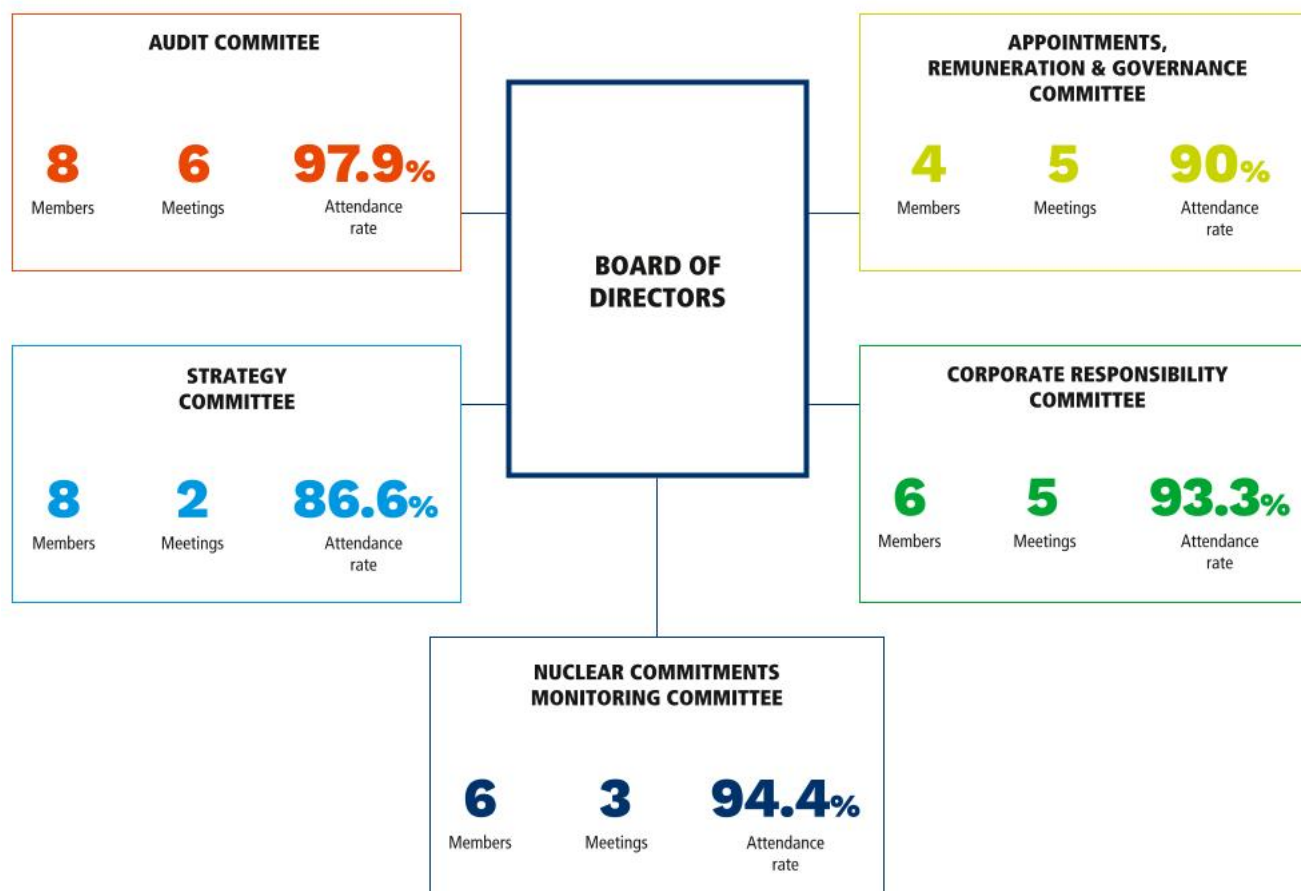 AUDIT COMMITEE
8
Members
6
Meetings
97.9%
Attendance
rate
APPOINTMENTS,
REMUNERATION & GOVERNANCE
COMMITTEE
4
Members
5
Meetings
90%
Attendance
rate
BOARD OF
DIRECTORS
STRATEGY
COMMITTEE
8
Members
2
Meetings
86.6%
Attendance
rate
CORPORATE RESPONSIBILITY
COMMITTEE
6
Members
5
Meetings
93.3%
Attendance
rate
NUCLEAR COMMITMENTS
MONITORING COMMITTEE
6
Members
3
Meetings
94.4%
Attendance
rate